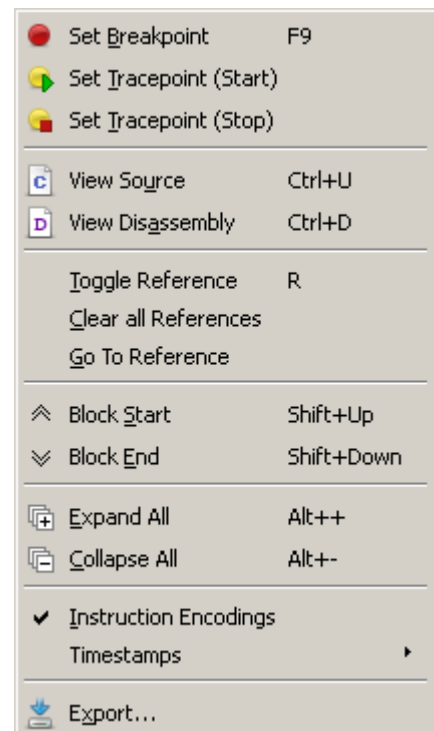 Set Breakpoint F9
Set Tracepoint (Start)
Set Tracepoint (Stop)
C View Source Ctrl+U
D View Disassembly Ctrl+D
Toggle Reference R
Clear all References
Go To Reference
Block Start Shift+Up
Block End Shift+Down
Expand All Alt++
Collapse All Alt+-
Instruction Encodings
Timestamps
Export...